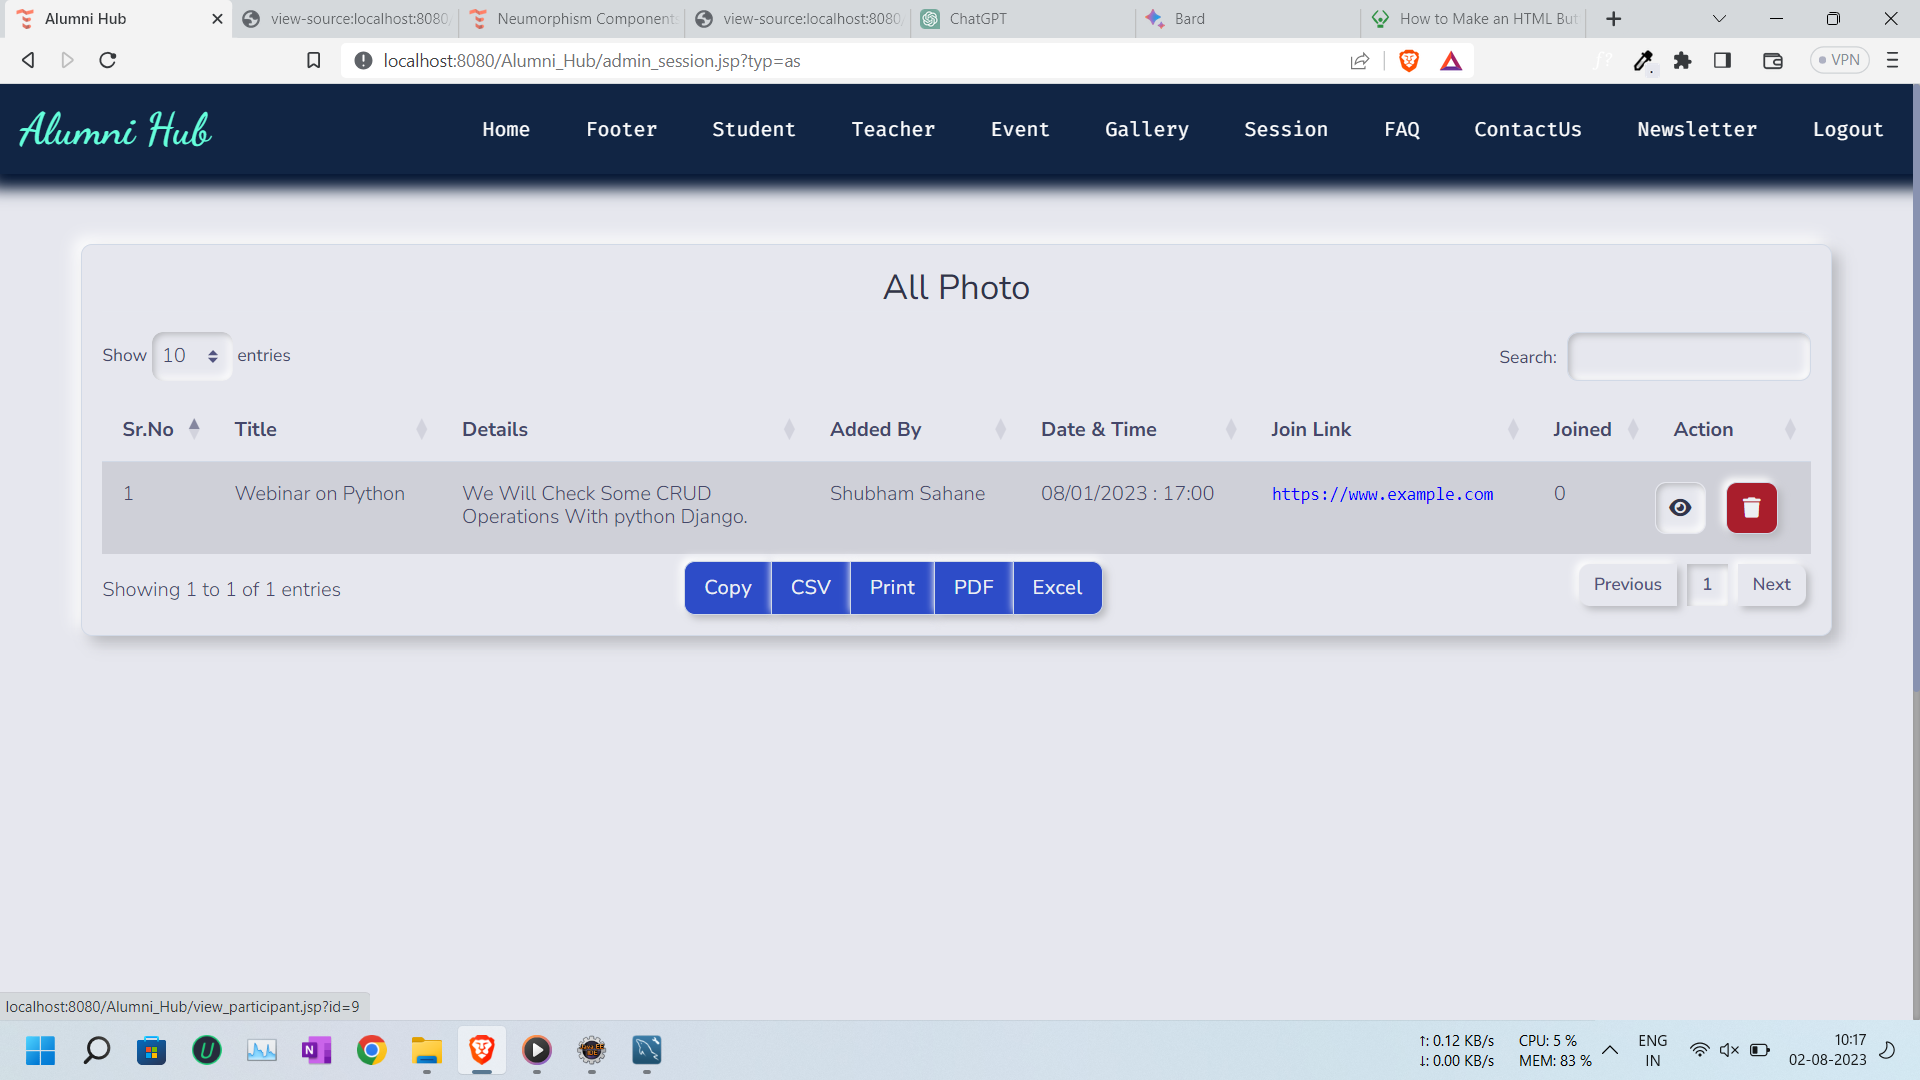 Alumni Hub
view-source:localhost:8080/
Neumorphism Component
view-source:localhost:8080/
ChatGPT
Bard
How to Make an HTML But
localhost:8080/Alumni_Hub/admin_session.jsp?typ=as
VPN
Alumni Hub
Home Footer Student Teacher Event Gallery Session FAQ ContactUs Newsletter Logout
All Photo
Show 10 entries
Search:
Sr.No Title Details Added By Date & Time Join Link Joined Action
1 Webinar on Python We Will Check Some CRUD Shubham Sahane 08/01/2023 : 17:00 https://www.example.com 0
Operations With python Django.
Showing 1 to 1 of 1 entries
Copy CSV Print PDF Excel
Previous 1 Next
localhost:8080/Alumni_Hub/view_participant.jsp?id=9
↑: 0.12 KB/s CPU: 5 % ENG 10:17
↓: 0.00 KB/s MEM: 83 % IN 02-08-2023